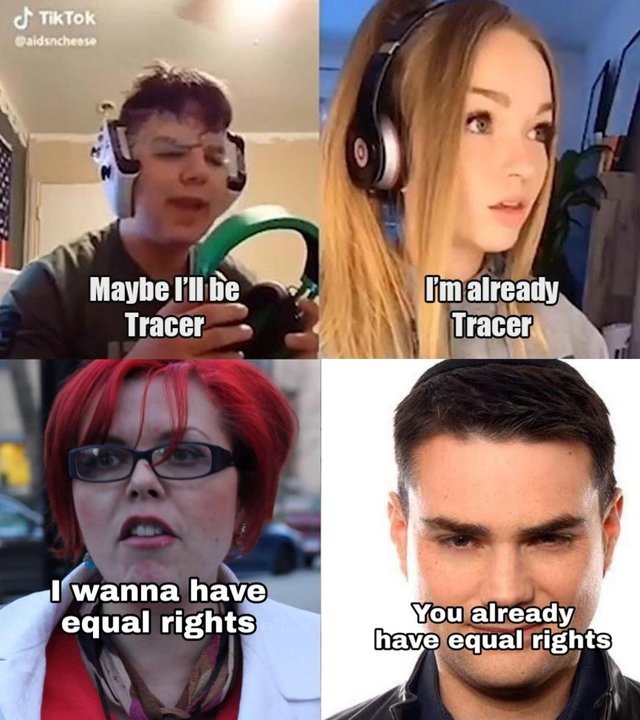 TikTok
@aidsncheese
Maybe I'll be
Tracer
I'm already
Tracer
I wanna have
equal rights
You already
have equal rights